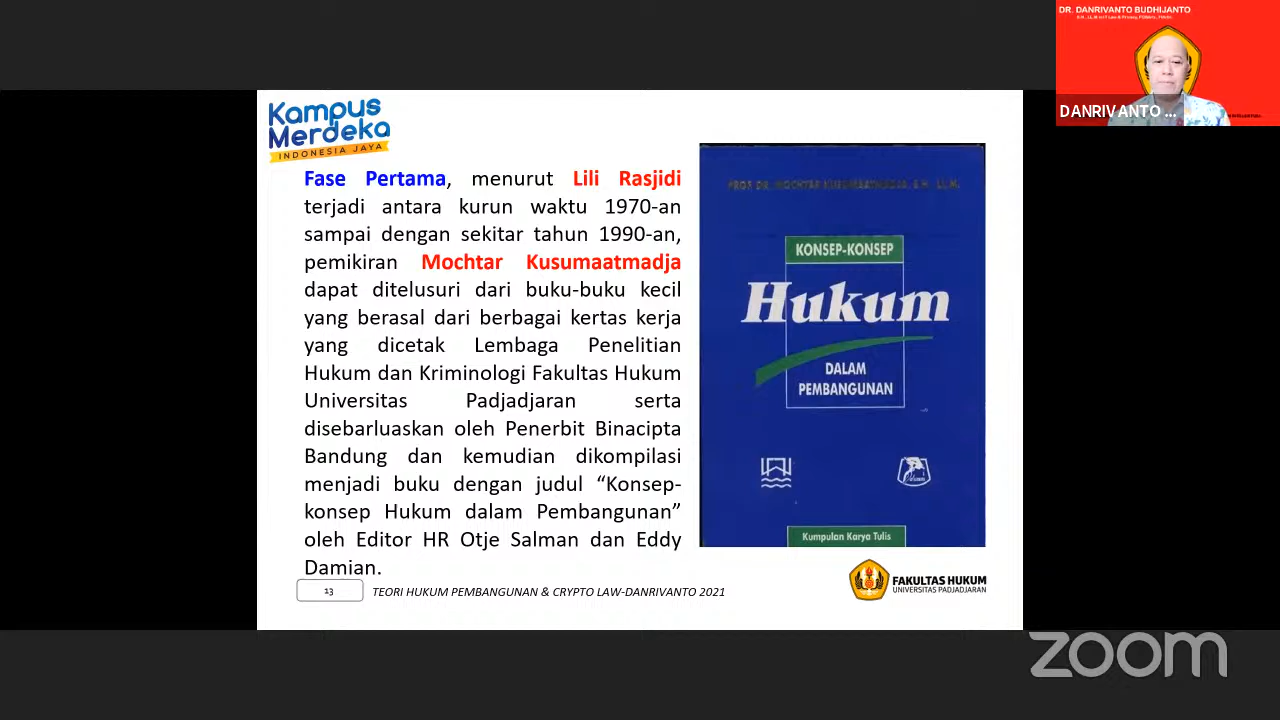 DR. DANRIVANTO BUDHIJANTO
DANRIVANTO ...
Kampus
Merdeka
INDONESIA JAYA
Fase Pertama, menurut Lili Rasjidi
terjadi antara kurun waktu 1970-an
sampai dengan sekitar tahun 1990-an,
pemikiran Mochtar Kusumaatmadja
dapat ditelusuri dari buku-buku kecil
yang berasal dari berbagai kertas kerja
yang dicetak Lembaga Penelitian
Hukum dan Kriminologi Fakultas Hukum
Universitas Padjadjaran serta
disebarluaskan oleh Penerbit Binacipta
Bandung dan kemudian dikompilasi
menjadi buku dengan judul “Konsep-
konsep Hukum dalam Pembangunan”
oleh Editor HR Otje Salman dan Eddy
Damian.
PROF. DR. MOCHTAR KUSUMAATMADJA, S.H., LL.M.
KONSEP-KONSEP
Hukum
DALAM
PEMBANGUNAN
Kumpulan Karya Tulis
13
TEORI HUKUM PEMBANGUNAN & CRYPTO LAW-DANRIVANTO 2021
FAKULTAS HUKUM
UNIVERSITAS PADJADJARAN
zoom